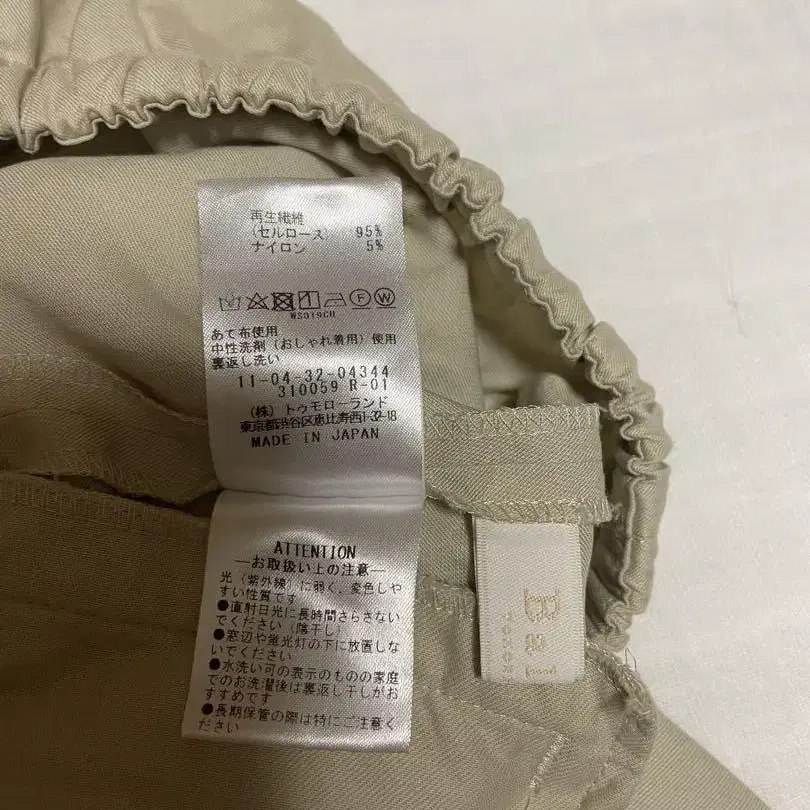 再生繊維
(セルロース) 95%
ナイロン 5%
F W
WS019CH
あて布使用
中性洗剤(おしゃれ着用)使用
裏返し洗い
11-04-32-04344
310059 R-01
(株)トゥモローランド
東京都渋谷区恵比寿西1-32-18
MADE IN JAPAN
ATTENTION
―お取扱い上の注意―
光(紫外線)に弱く、変色しや
すい性質です
●直射日光に長時間さらさない
でください(陰干し)
●窓辺や蛍光灯の下に放置しな
いでください
●水洗い可の表示のものの家庭
でのお洗濯後は裏返し干しがお
すすめです
●長期保管の際は特にご注意く
ださい
Bal